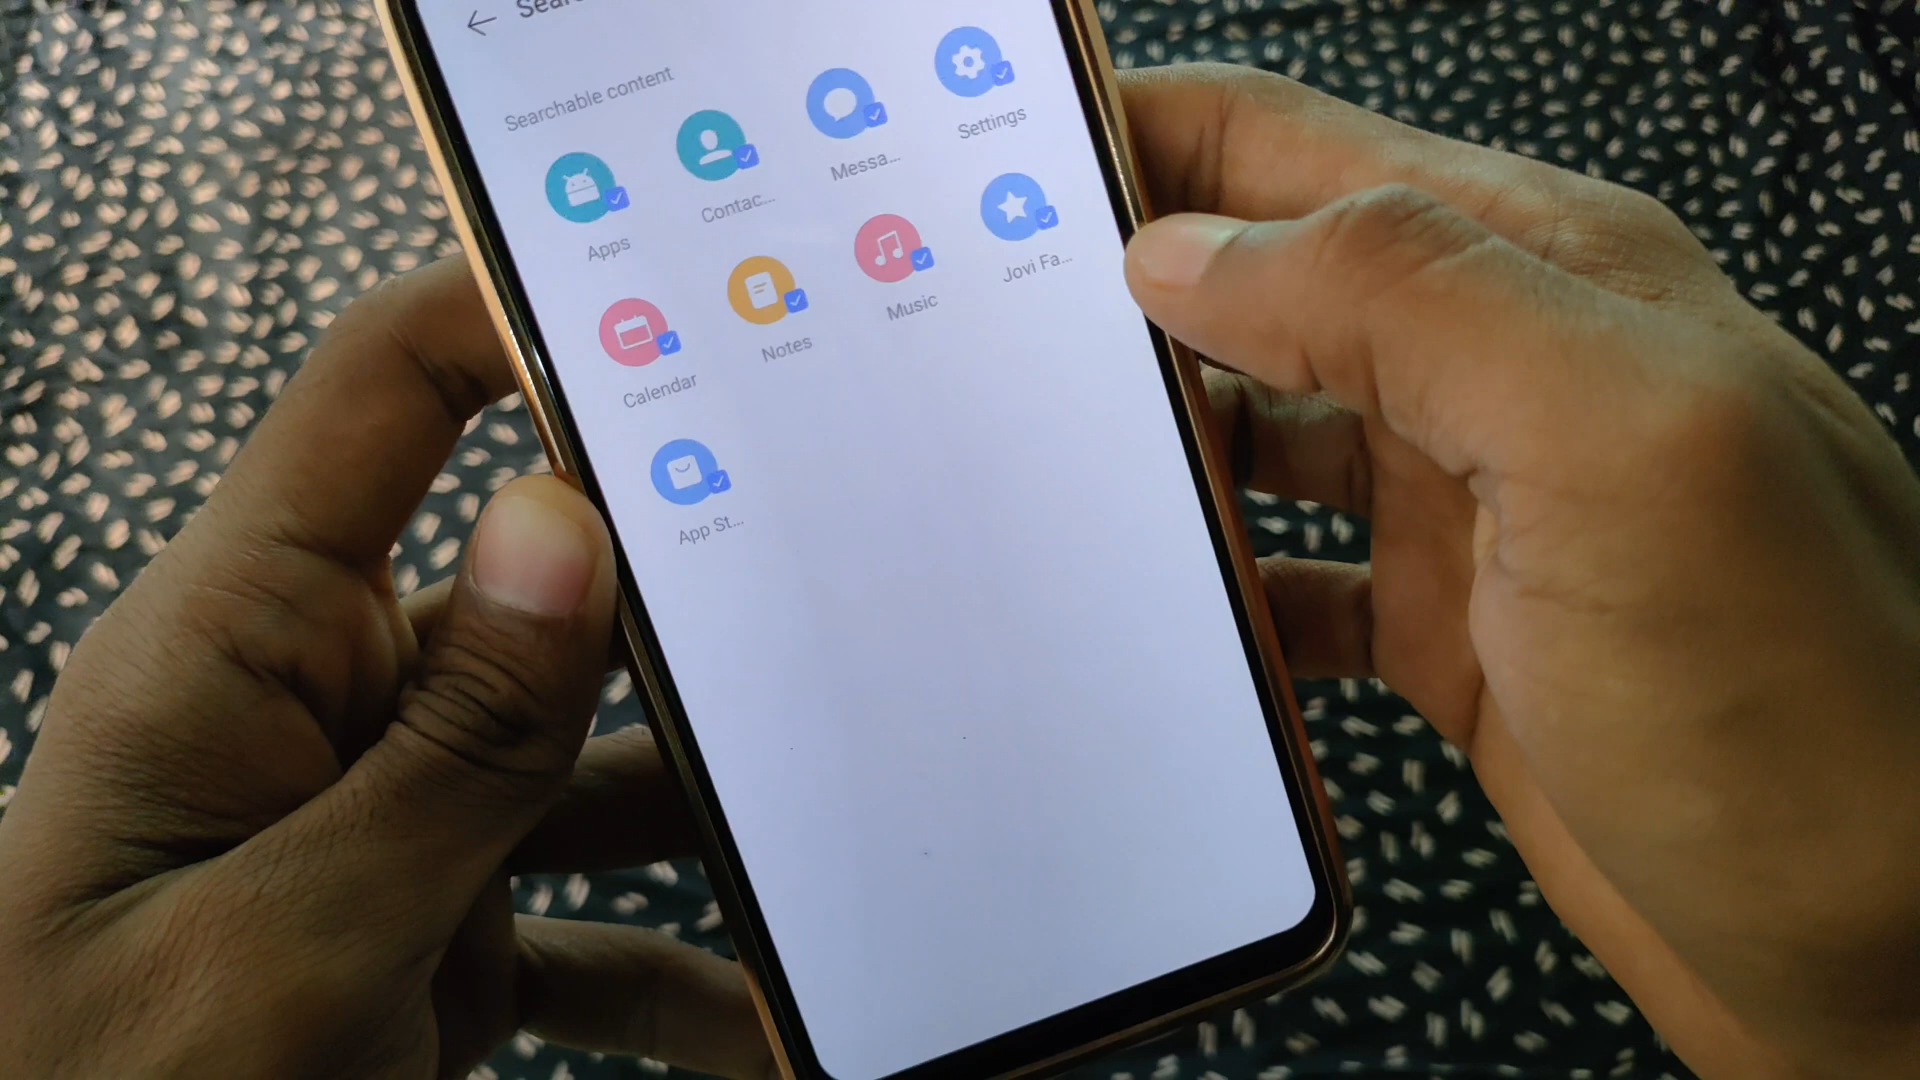 Searchable content
Apps Contac... Messa... Settings
Calendar Notes Music Jovi Fa...
App St...